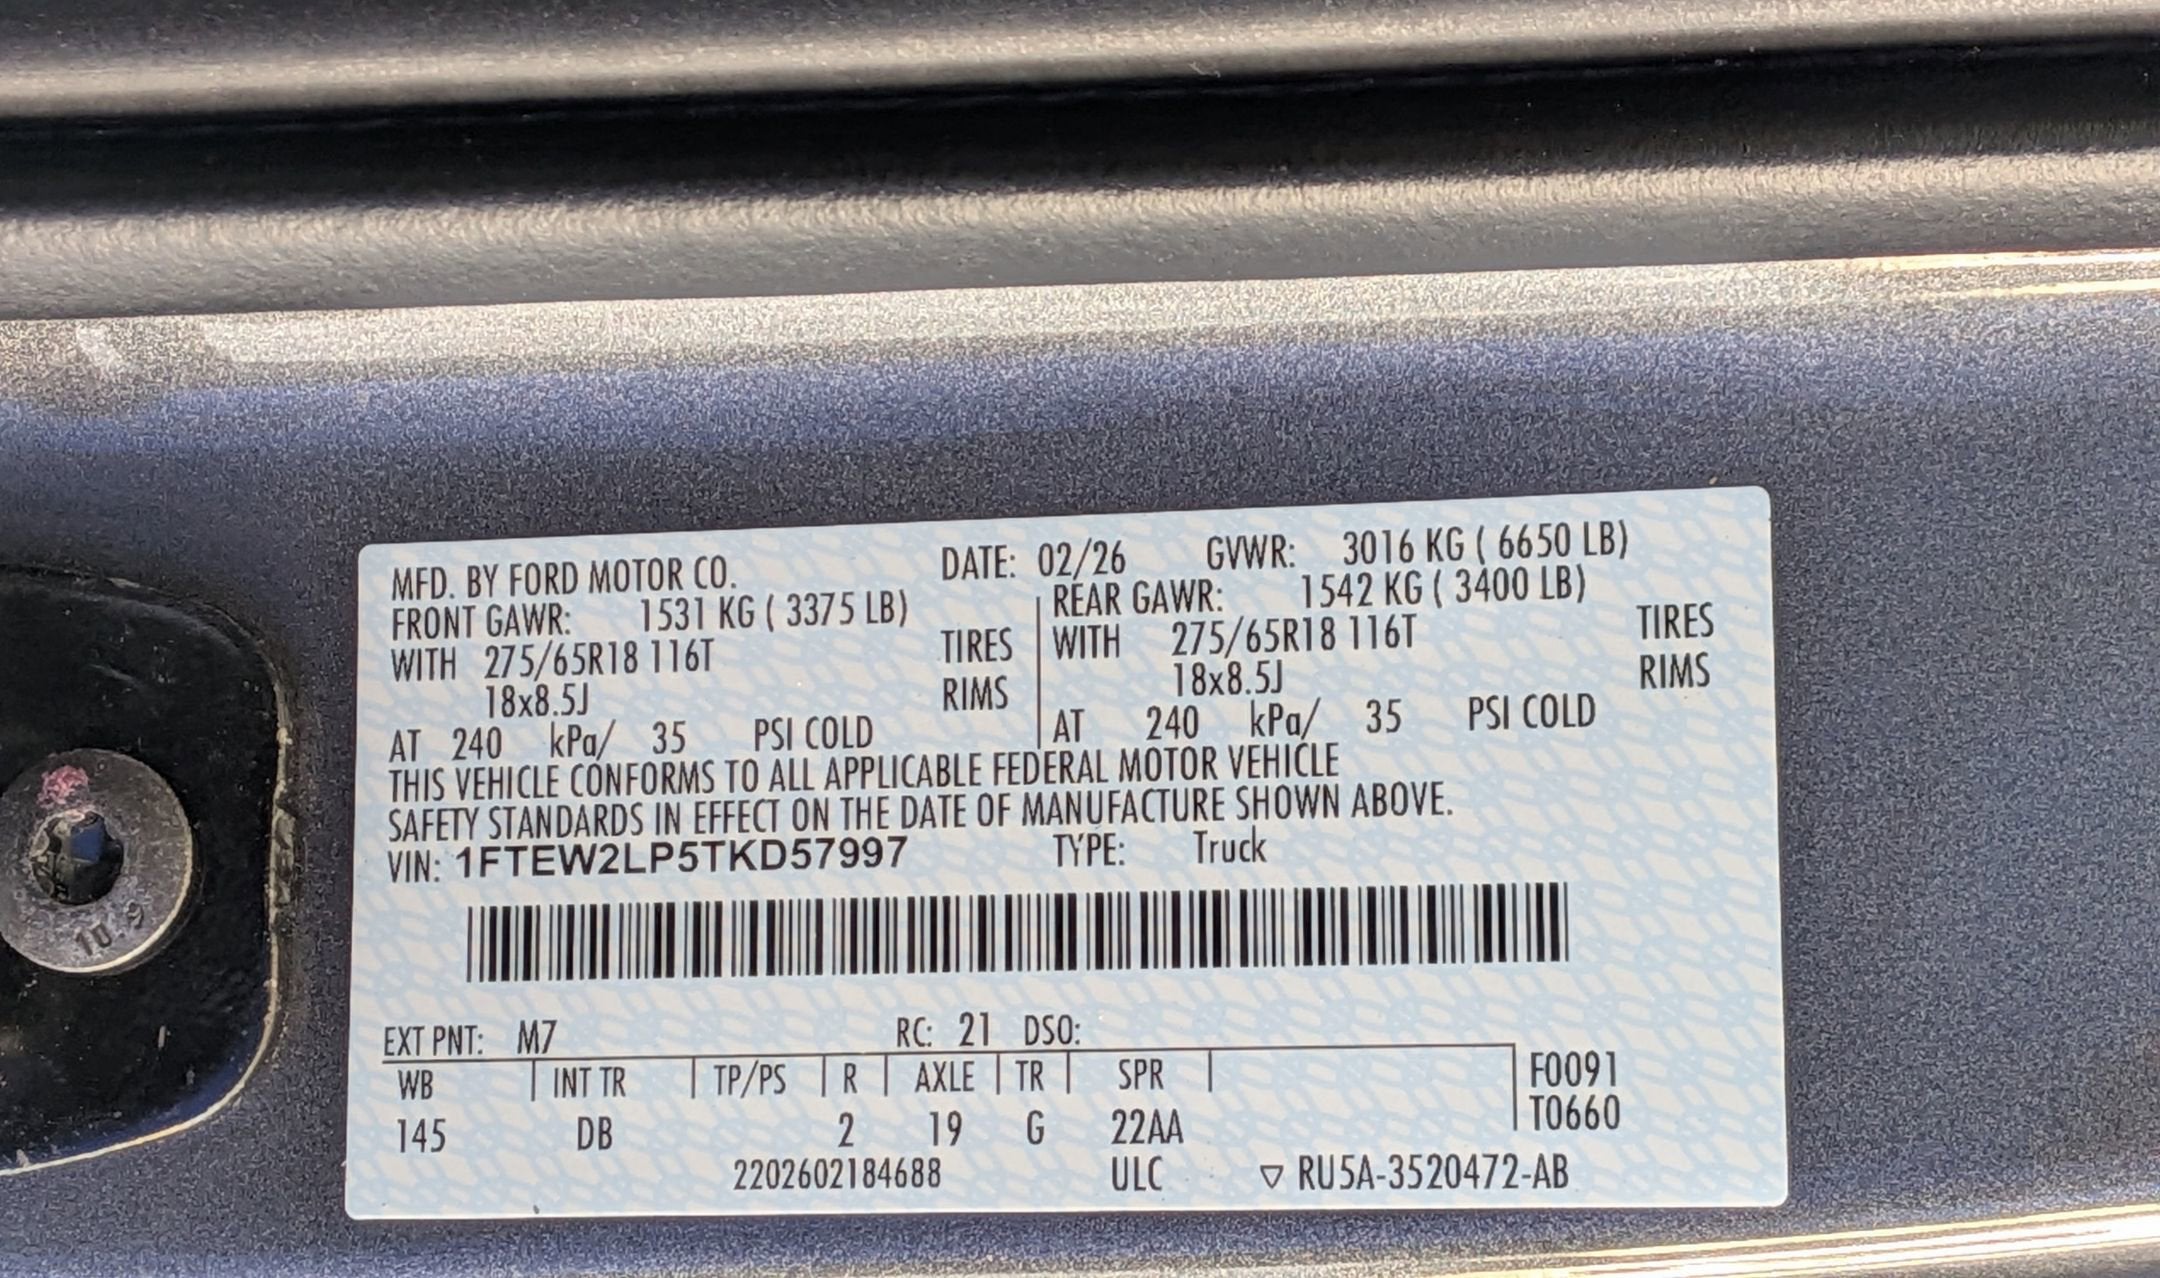 MFD. BY FORD MOTOR CO. DATE: 02/26 GVWR: 3016 KG ( 6650 LB)
FRONT GAWR: 1531 KG ( 3375 LB) REAR GAWR: 1542 KG ( 3400 LB)
WITH 275/65R18 116T TIRES WITH 275/65R18 116T TIRES
18x8.5J RIMS 18x8.5J RIMS
AT 240 kPa/ 35 PSI COLD AT 240 kPa/ 35 PSI COLD
THIS VEHICLE CONFORMS TO ALL APPLICABLE FEDERAL MOTOR VEHICLE
SAFETY STANDARDS IN EFFECT ON THE DATE OF MANUFACTURE SHOWN ABOVE.
VIN: 1FTEW2LP5TKD57997 TYPE: Truck
EXT PNT: M7 RC: 21 DSO:
WB INT TR TP/PS R AXLE TR SPR F0091
145 DB 2 19 G 22AA T0660
2202602184688 ULC ▽ RU5A-3520472-AB
10.9